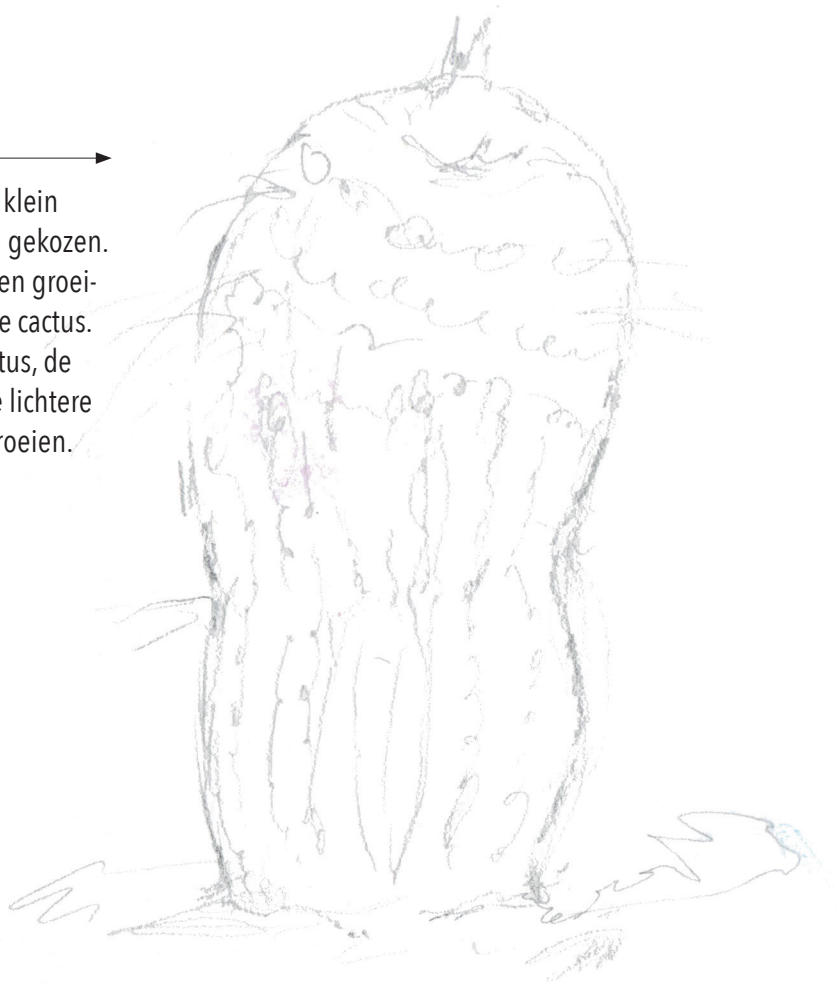 klein
gekozen.
en groei-
e cactus.
tus, de
e lichtere
roeien.